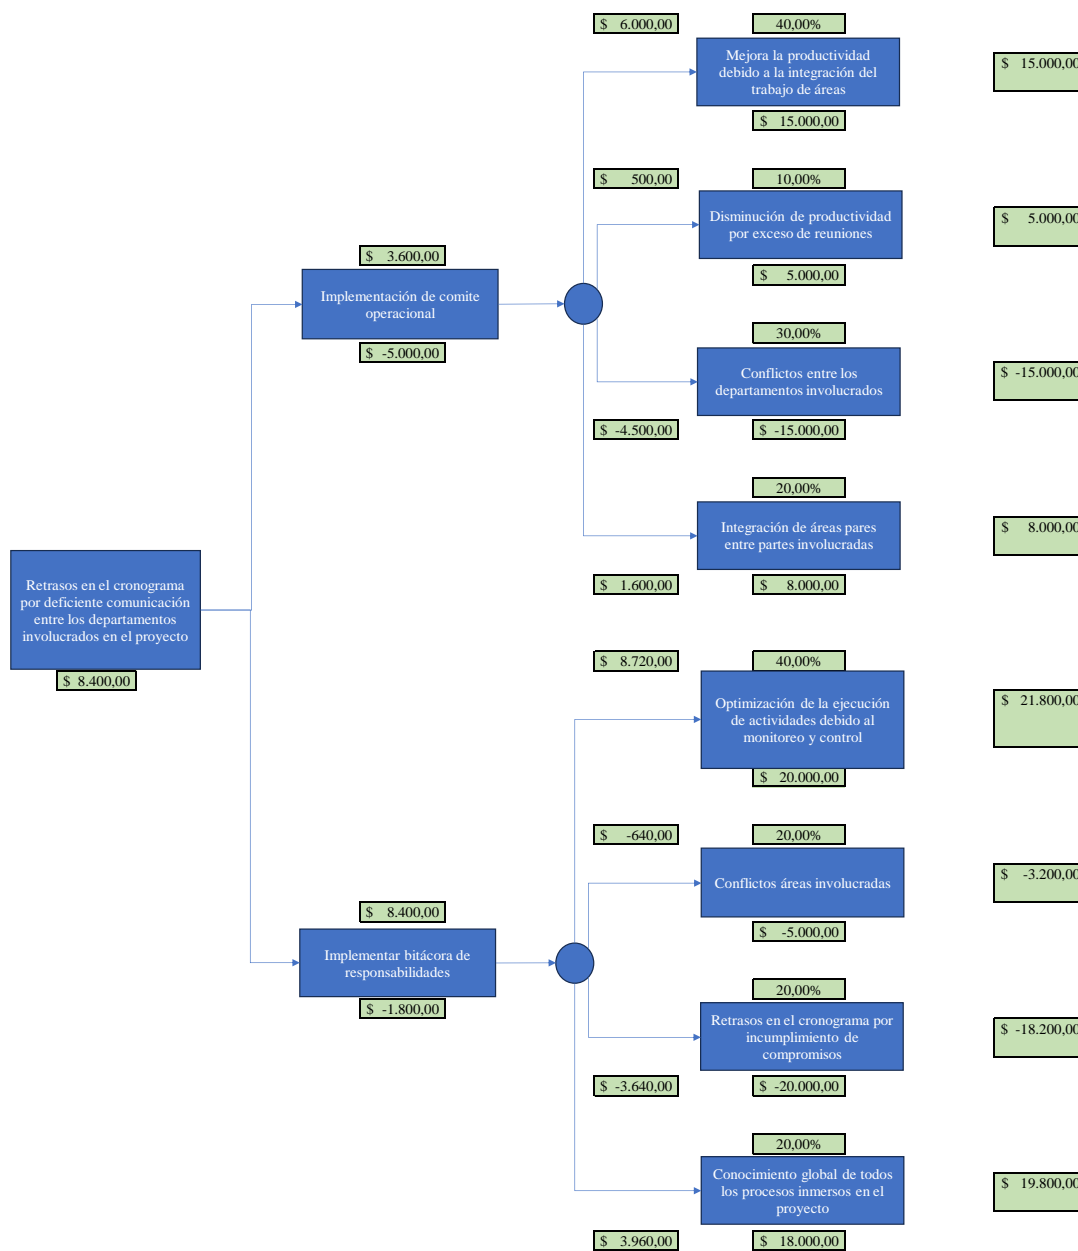 $ 6.000,00
40,00%
Mejora la productividad
debido a la integración del
trabajo de áreas
$ 15.000,00
$ 15.000,00
$ 500,00
10,00%
Disminución de productividad
por exceso de reuniones
$ 5.000,00
$ 5.000,00
$ 3.600,00
Implementación de comite
operacional
$ -5.000,00
30,00%
Conflictos entre los
departamentos involucrados
$ -15.000,00
$ -4.500,00
$ -15.000,00
20,00%
Integración de áreas pares
entre partes involucradas
$ 8.000,00
$ 1.600,00
$ 8.000,00
Retrasos en el cronograma
por deficiente comunicación
entre los departamentos
involucrados en el proyecto
$ 8.400,00
$ 8.720,00
40,00%
Optimización de la ejecución
de actividades debido al
monitoreo y control
$ 21.800,00
$ 20.000,00
$ -640,00
20,00%
Conflictos áreas involucradas
$ -3.200,00
$ -5.000,00
$ 8.400,00
Implementar bitácora de
responsabilidades
$ -1.800,00
20,00%
Retrasos en el cronograma por
incumplimiento de
compromisos
$ -18.200,00
$ -3.640,00
$ -20.000,00
20,00%
Conocimiento global de todos
los procesos inmersos en el
proyecto
$ 19.800,00
$ 3.960,00
$ 18.000,00